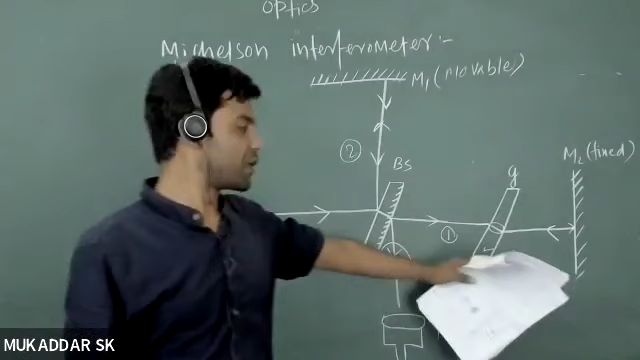 optics
Michelson interferometer:-
M1 (movable)
②
BS
g
M2 (fixed)
①
MUKADDAR SK